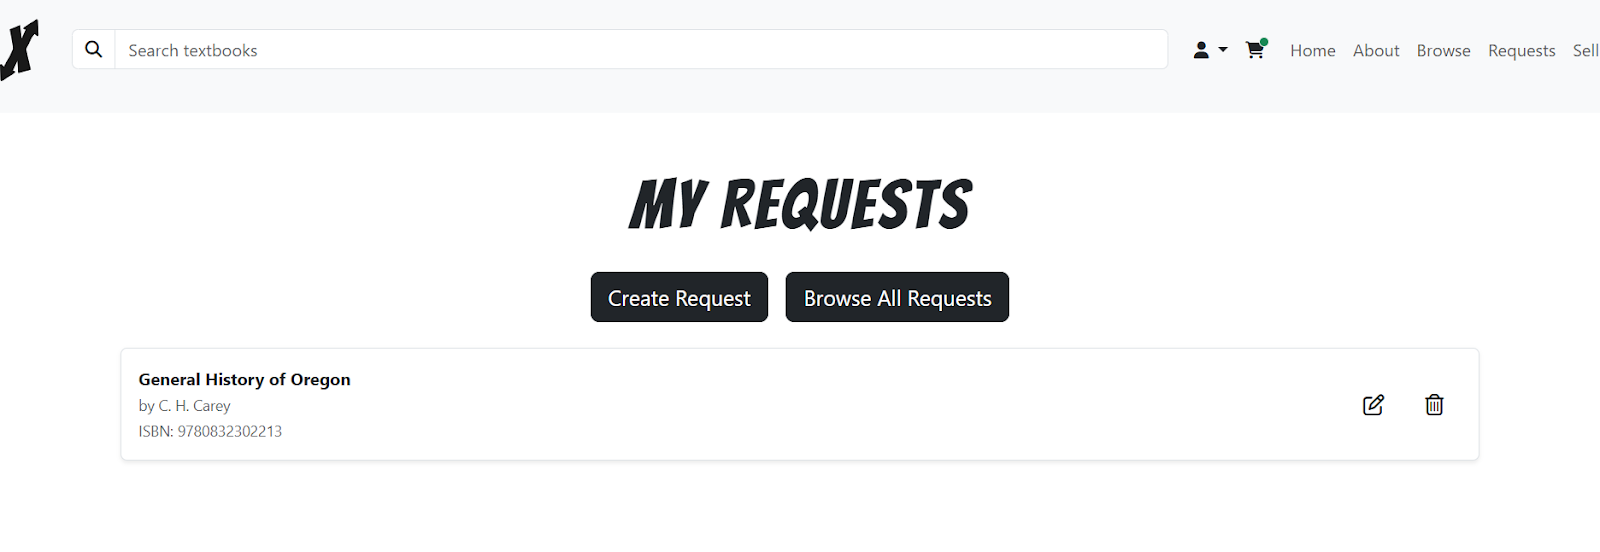 X
Search textbooks
Home About Browse Requests Sell
MY REQUESTS
Create Request Browse All Requests
General History of Oregon
by C. H. Carey
ISBN: 9780832302213